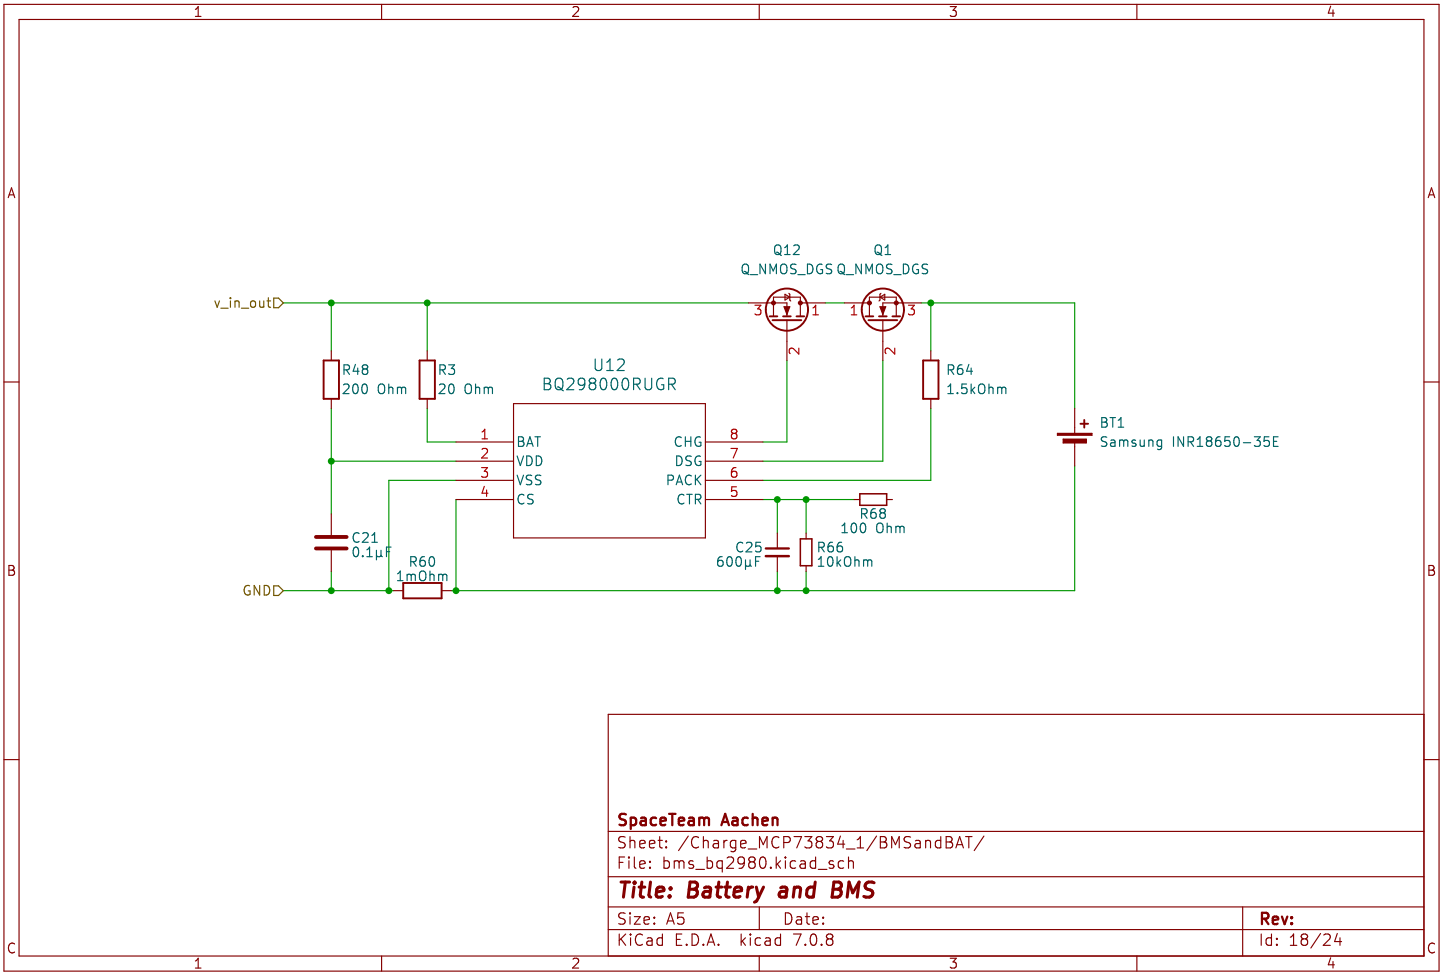 1 2 3 4
A A
Q12 Q1
Q_NMOS_DGS Q_NMOS_DGS
v_in_out
3 1 1 3
2 2
U12
BQ298000RUGR
R48
200 Ohm
R3
20 Ohm
R64
1.5kOhm
BT1
Samsung INR18650-35E
+
1 BAT CHG 8
2 VDD DSG 7
3 VSS PACK 6
4 CS CTR 5
R68
100 Ohm
C21
0.1µF
R60
1mOhm
C25
600µF
R66
10kOhm
GND
B B
SpaceTeam Aachen
Sheet: /Charge_MCP73834_1/BMSandBAT/
File: bms_bq2980.kicad_sch
Title: Battery and BMS
Size: A5 Date: Rev:
KiCad E.D.A. kicad 7.0.8 Id: 18/24
C C
1 2 3 4